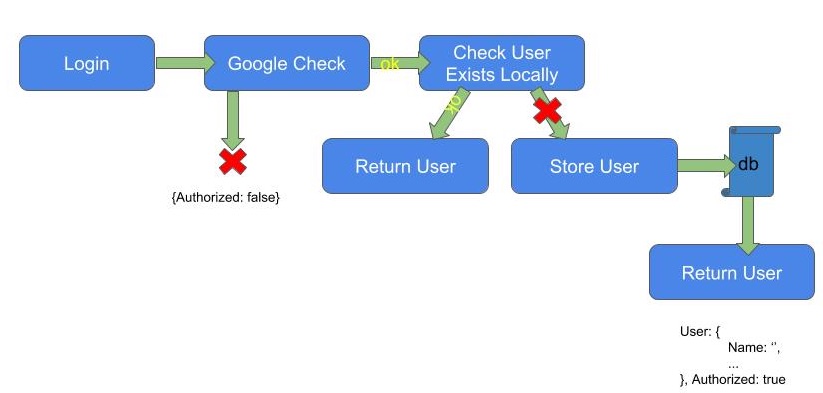 Login
Google Check
ok
Check User
Exists Locally
ok
Return User
Store User
db
{Authorized: false}
Return User
User: {
Name: ‘’,
...
}, Authorized: true